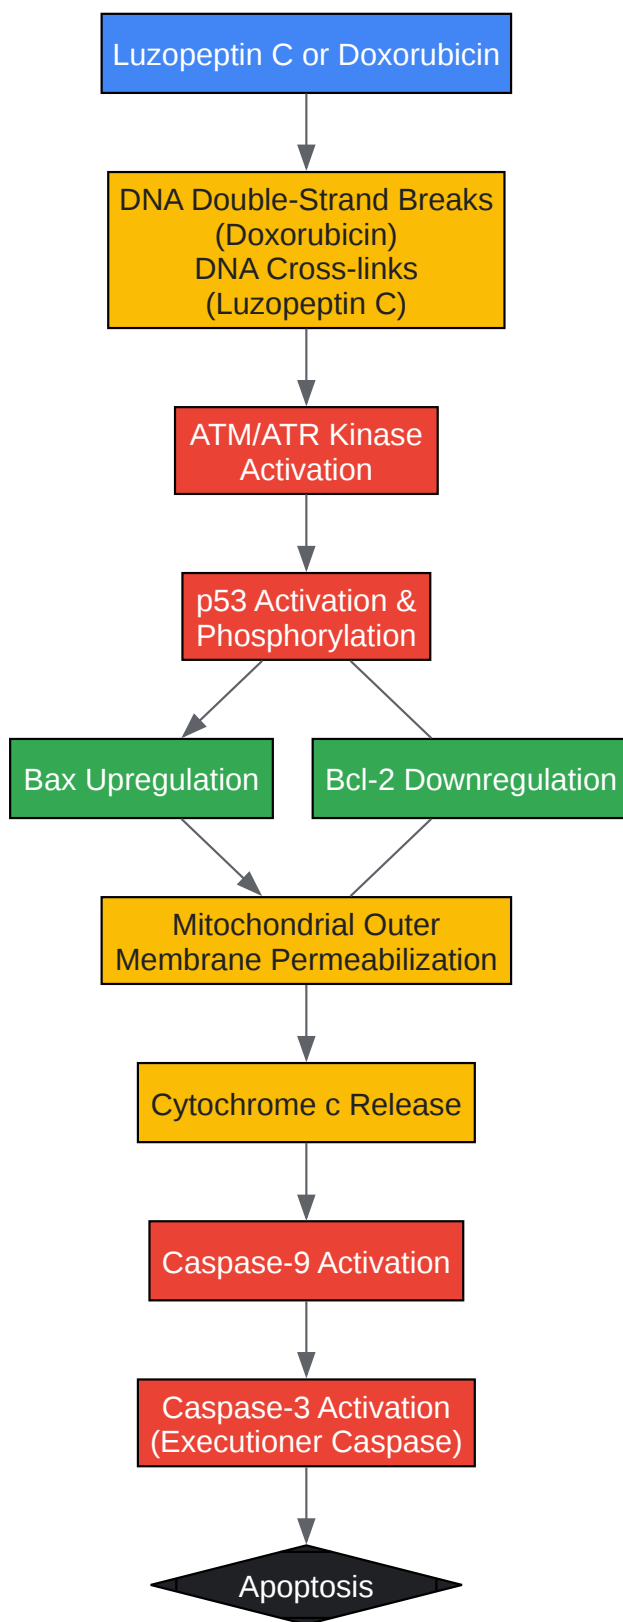 Luzopeptin C or Doxorubicin
DNA Double-Strand Breaks
(Doxorubicin)
DNA Cross-links
(Luzopeptin C)
ATM/ATR Kinase
Activation
p53 Activation &
Phosphorylation
Bax Upregulation
Bcl-2 Downregulation
Mitochondrial Outer
Membrane Permeabilization
Cytochrome c Release
Caspase-9 Activation
Caspase-3 Activation
(Executioner Caspase)
Apoptosis